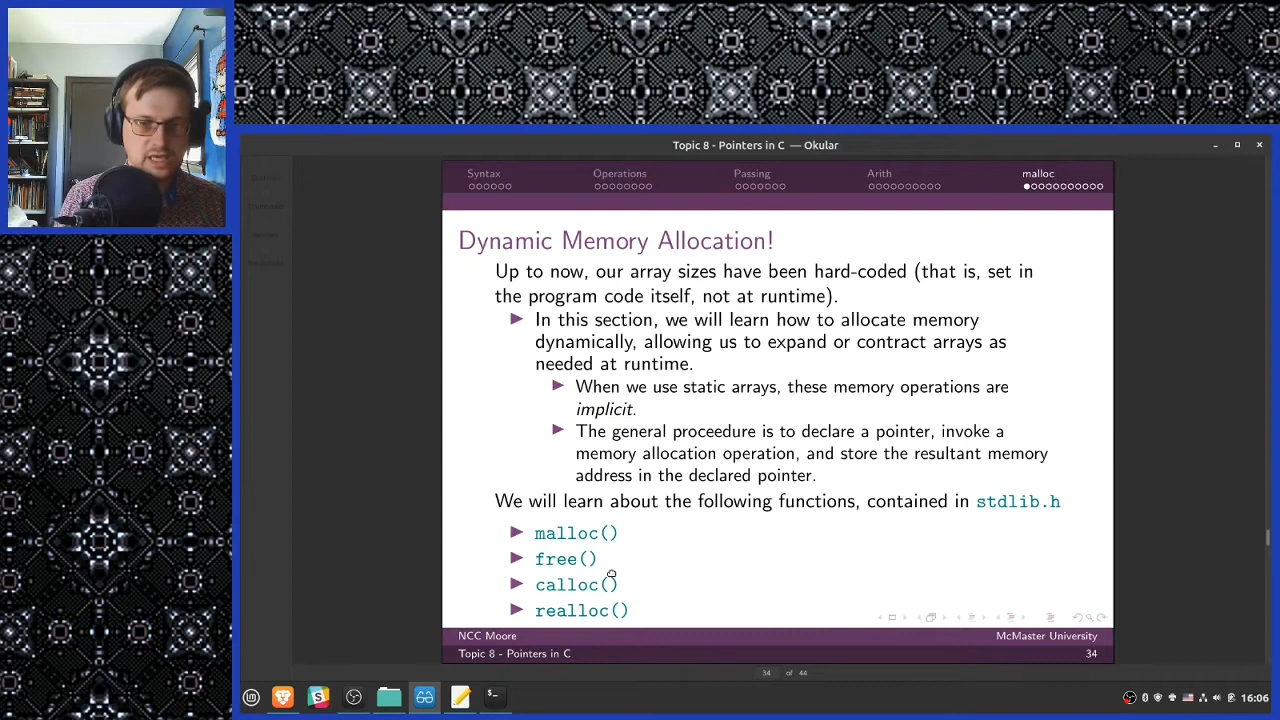 Topic 8 - Pointers in C — Okular
Syntax
Operations
Passing
Arith
malloc
Dynamic Memory Allocation!
Up to now, our array sizes have been hard-coded (that is, set in
the program code itself, not at runtime).
In this section, we will learn how to allocate memory
dynamically, allowing us to expand or contract arrays as
needed at runtime.
When we use static arrays, these memory operations are
implicit.
The general proceedure is to declare a pointer, invoke a
memory allocation operation, and store the resultant memory
address in the declared pointer.
We will learn about the following functions, contained in stdlib.h
malloc()
free()
calloc()
realloc()
NCC Moore
McMaster University
Topic 8 - Pointers in C
34
34 of 44
16:06